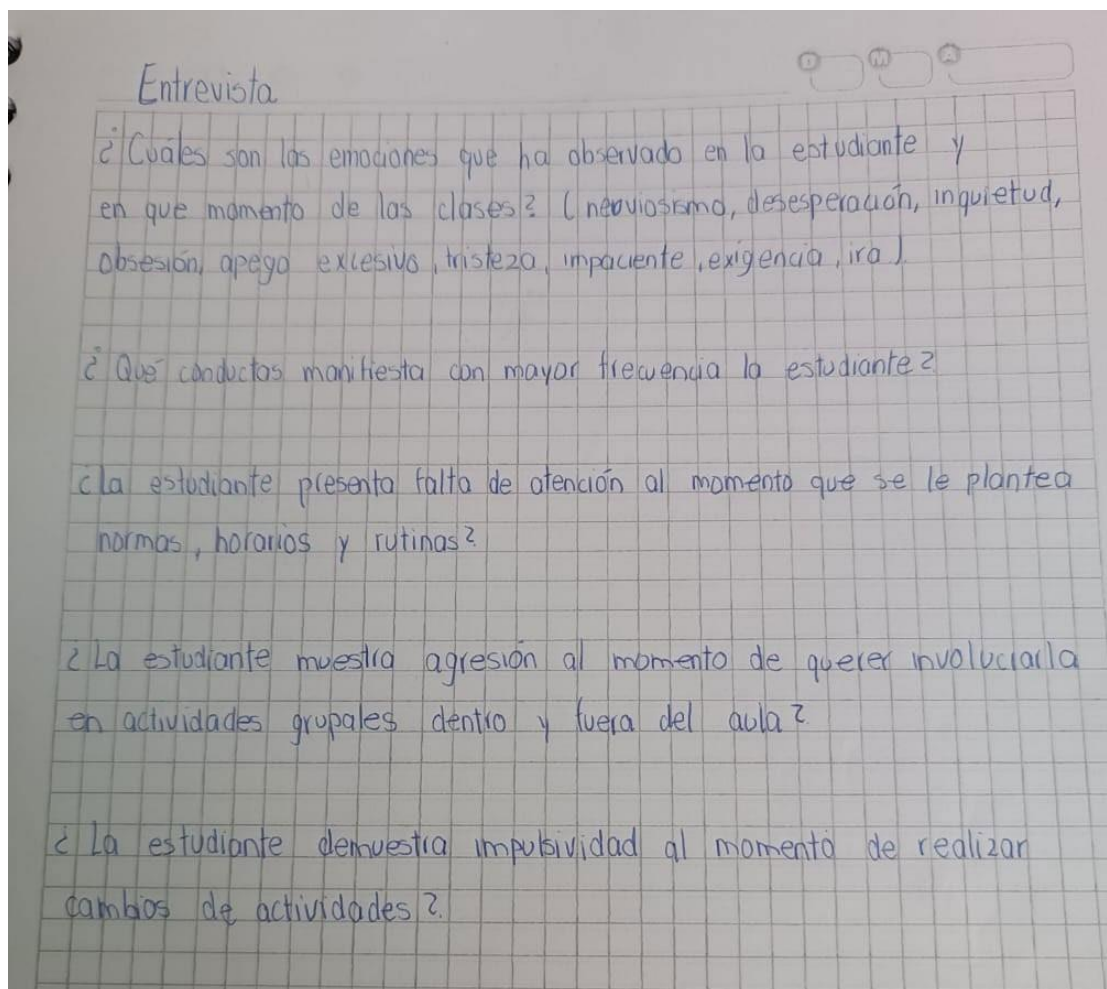 D M A
Entrevista
¿Cuáles son las emociones que ha observado en la estudiante y
en que momento de las clases? (neoviosismo, desesperación, inquietud,
obsesión, apego excesivo, tristeza, impaciente, exigencia, ira)
¿Qué conductas manifiesta con mayor frecuencia la estudiante?
¿la estudiante presenta falta de atención al momento que se le plantea
normas, horarios y rutinas?
¿La estudiante muestra agresión al momento de querer involucrarla
en actividades grupales dentro y fuera del aula?
¿La estudiante demuestra impulsividad al momento de realizar
cambios de actividades?